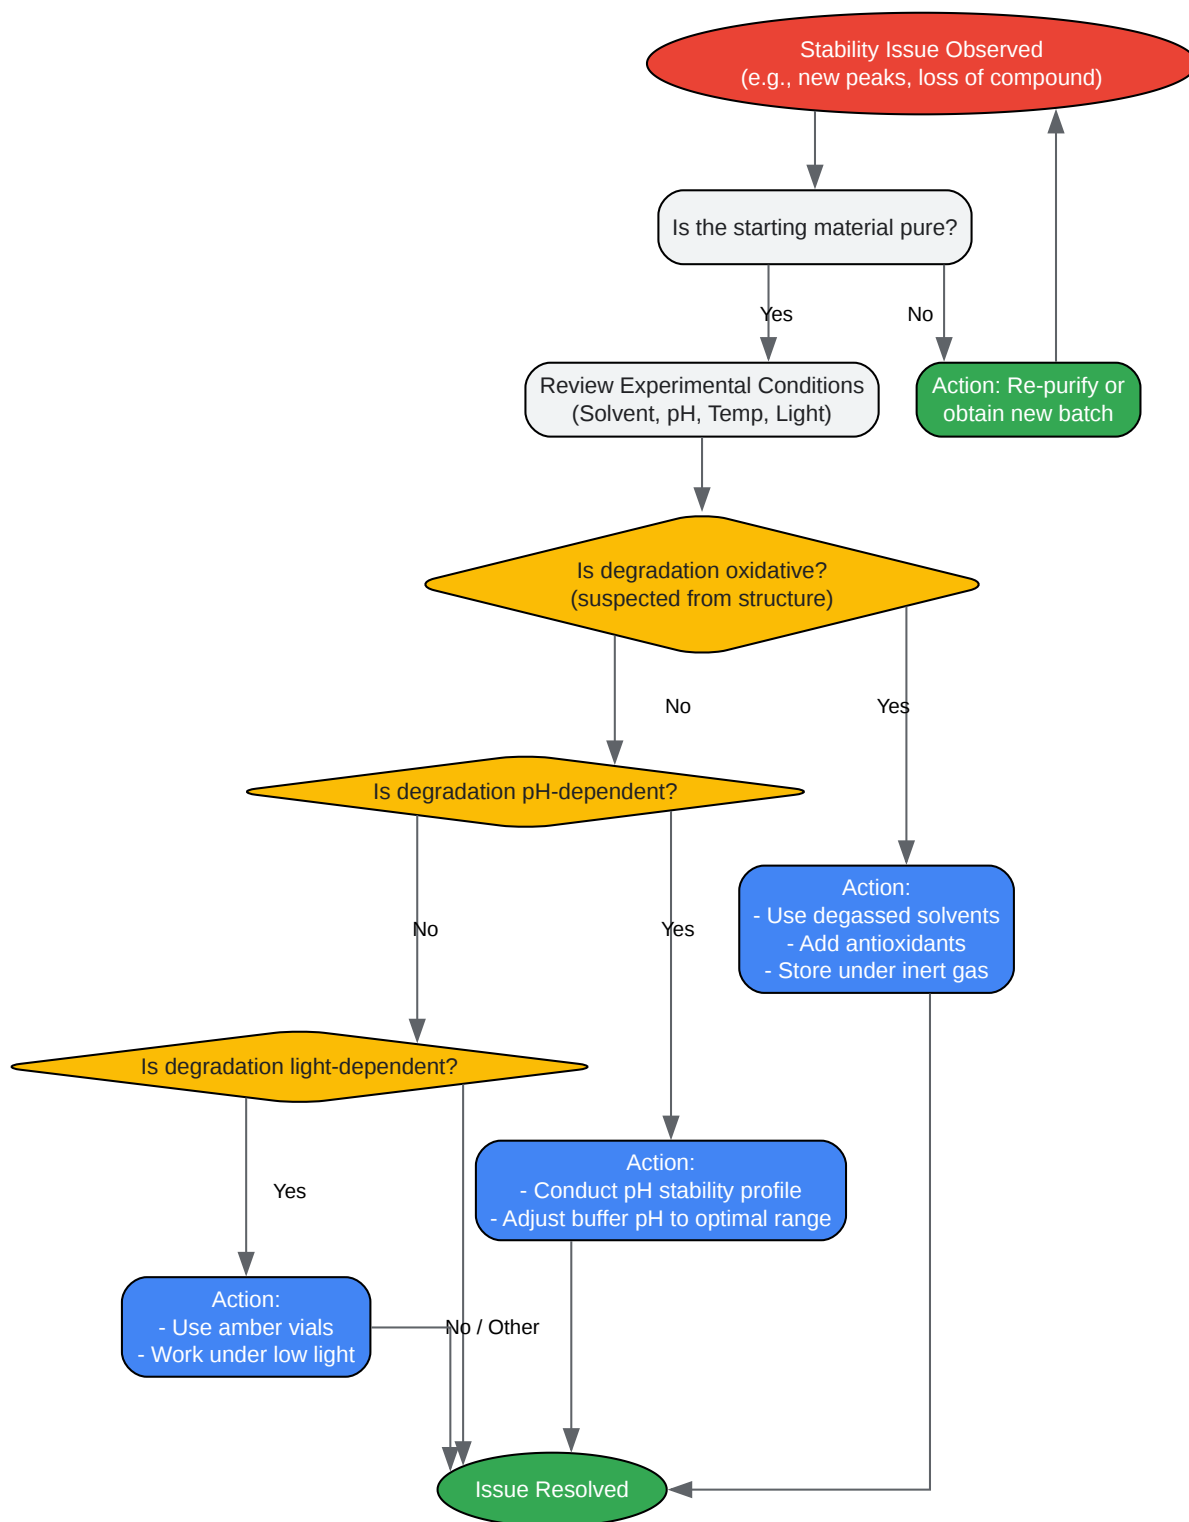 Stability Issue Observed
(e.g., new peaks, loss of compound)
Is the starting material pure?
Yes
No
Review Experimental Conditions
(Solvent, pH, Temp, Light)
Action: Re-purify or
obtain new batch
Is degradation oxidative?
(suspected from structure)
No
Yes
Is degradation pH-dependent?
Action:
- Use degassed solvents
- Add antioxidants
- Store under inert gas
No
Yes
Is degradation light-dependent?
Yes
Action:
- Conduct pH stability profile
- Adjust buffer pH to optimal range
Action:
- Use amber vials
- Work under low light
No / Other
Issue Resolved